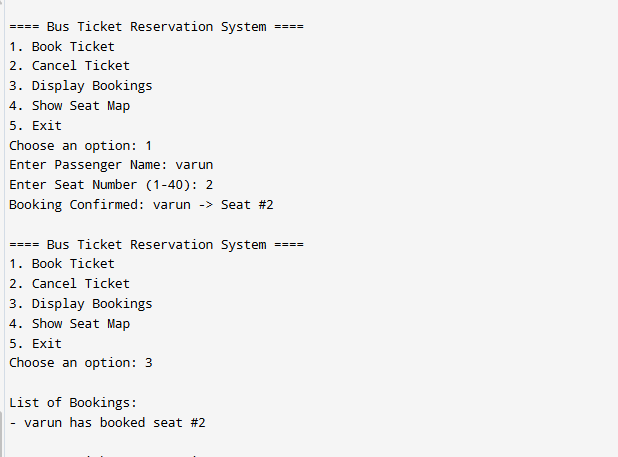 ==== Bus Ticket Reservation System ====
1. Book Ticket
2. Cancel Ticket
3. Display Bookings
4. Show Seat Map
5. Exit
Choose an option: 1
Enter Passenger Name: varun
Enter Seat Number (1-40): 2
Booking Confirmed: varun -> Seat #2
==== Bus Ticket Reservation System ====
1. Book Ticket
2. Cancel Ticket
3. Display Bookings
4. Show Seat Map
5. Exit
Choose an option: 3
List of Bookings:
- varun has booked seat #2